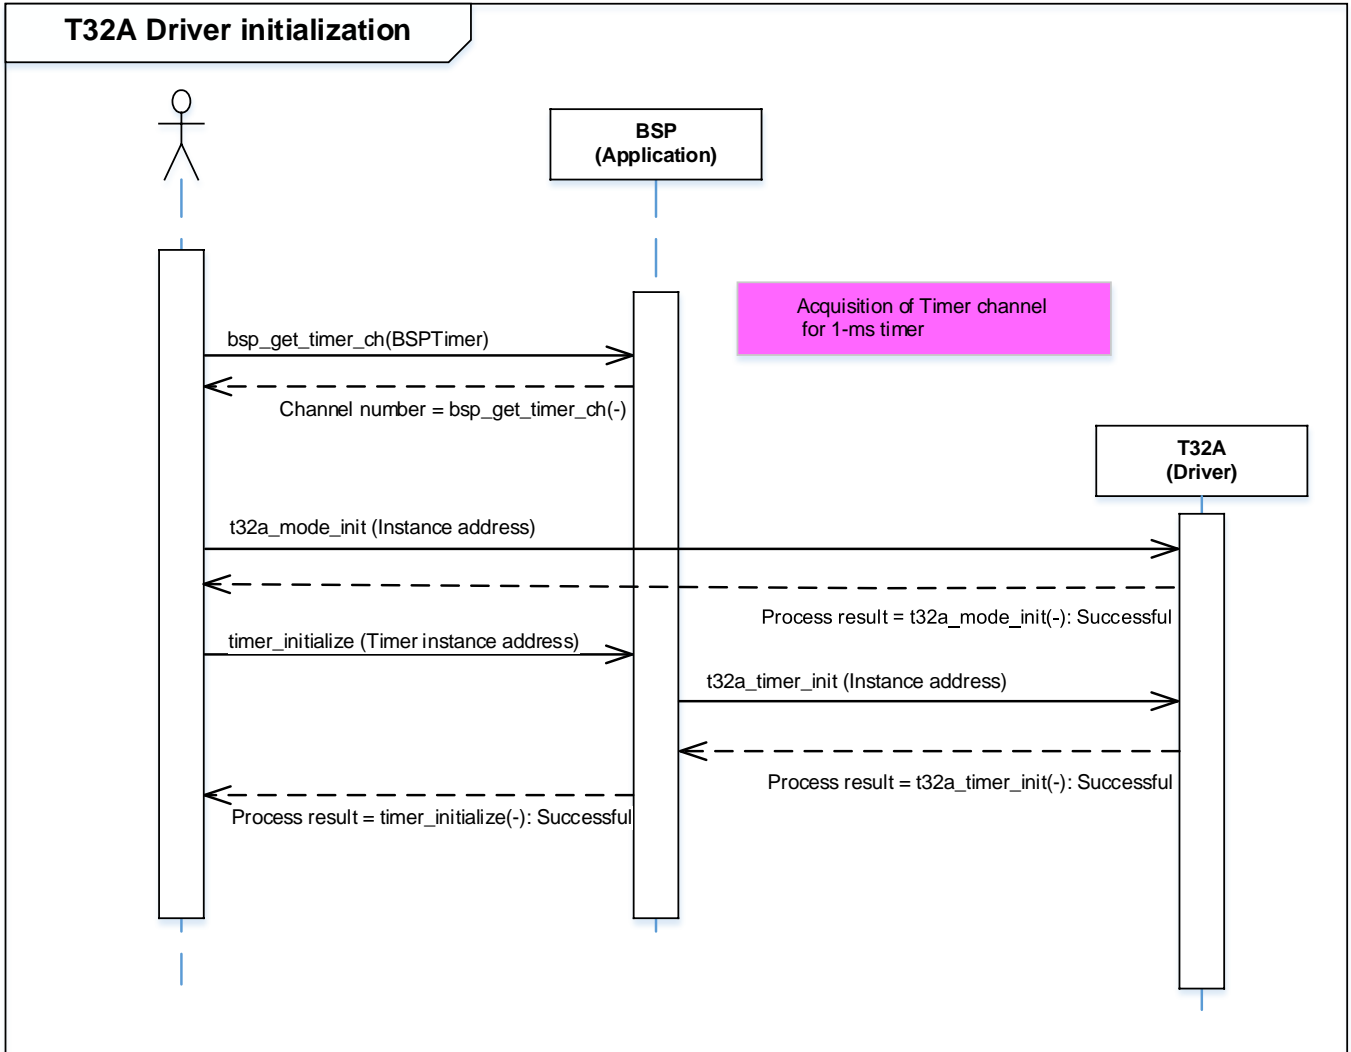 T32A Driver initialization
BSP
(Application)
Acquisition of Timer channel
for 1-ms timer
bsp_get_timer_ch(BSPTimer)
Channel number = bsp_get_timer_ch(-)
T32A
(Driver)
t32a_mode_init (Instance address)
Process result = t32a_mode_init(-): Successful
timer_initialize (Timer instance address)
t32a_timer_init (Instance address)
Process result = t32a_timer_init(-): Successful
Process result = timer_initialize(-): Successful